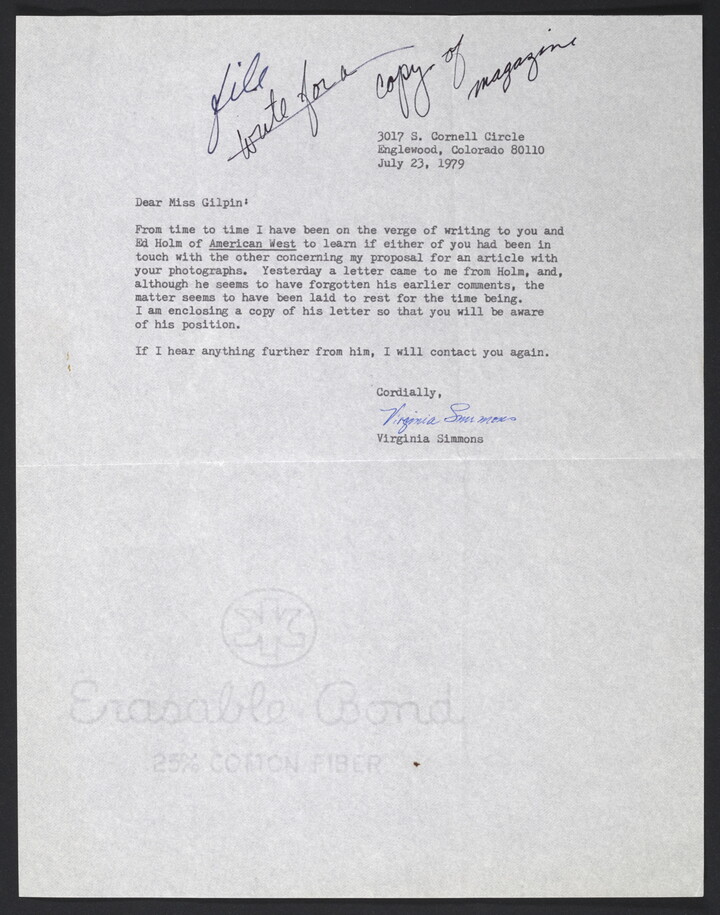 file
write for a copy of magazine
3017 S. Cornell Circle
Englewood, Colorado 80110
July 23, 1979
Dear Miss Gilpin:
From time to time I have been on the verge of writing to you and
Ed Holm of American West to learn if either of you had been in
touch with the other concerning my proposal for an article with
your photographs. Yesterday a letter came to me from Holm, and,
although he seems to have forgotten his earlier comments, the
matter seems to have been laid to rest for the time being.
I am enclosing a copy of his letter so that you will be aware
of his position.
If I hear anything further from him, I will contact you again.
Cordially,
Virginia Simmons
Virginia Simmons
Erasable Bond
25% COTTON FIBER